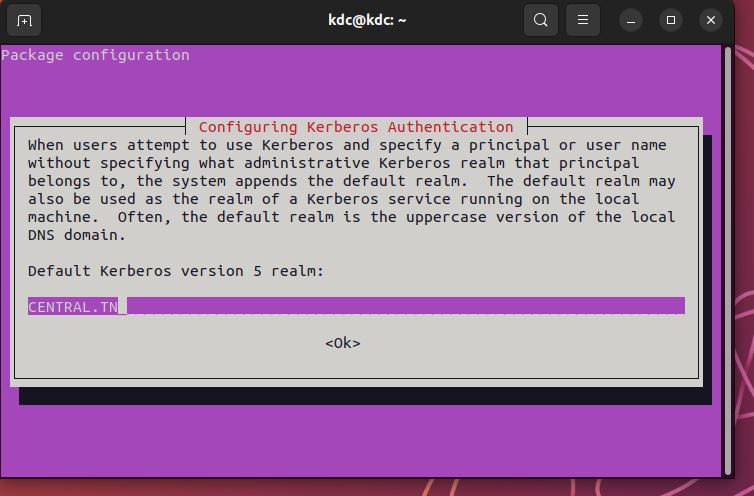 kdc@kdc: ~
Package configuration
Configuring Kerberos Authentication
When users attempt to use Kerberos and specify a principal or user name
without specifying what administrative Kerberos realm that principal
belongs to, the system appends the default realm.  The default realm may
also be used as the realm of a Kerberos service running on the local
machine.  Often, the default realm is the uppercase version of the local
DNS domain.
Default Kerberos version 5 realm:
CENTRAL.TN
<Ok>